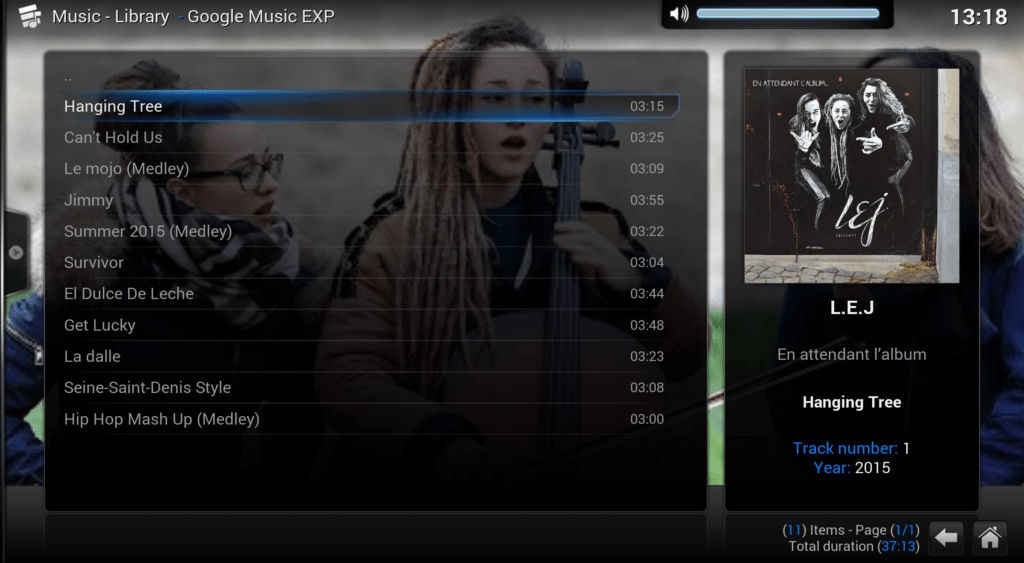 Music - Library - Google Music EXP
13:18
..
Hanging Tree 03:15
Can't Hold Us 03:25
Le mojo (Medley) 03:09
Jimmy 03:55
Summer 2015 (Medley) 03:22
Survivor 03:04
El Dulce De Leche 03:44
Get Lucky 03:48
La dalle 03:23
Seine-Saint-Denis Style 03:08
Hip Hop Mash Up (Medley) 03:00
EN ATTENDANT L'ALBUM...
LEJ
L.E.J
En attendant l’album
Hanging Tree
Track number: 1
Year: 2015
(11) Items - Page (1/1)
Total duration (37:13)